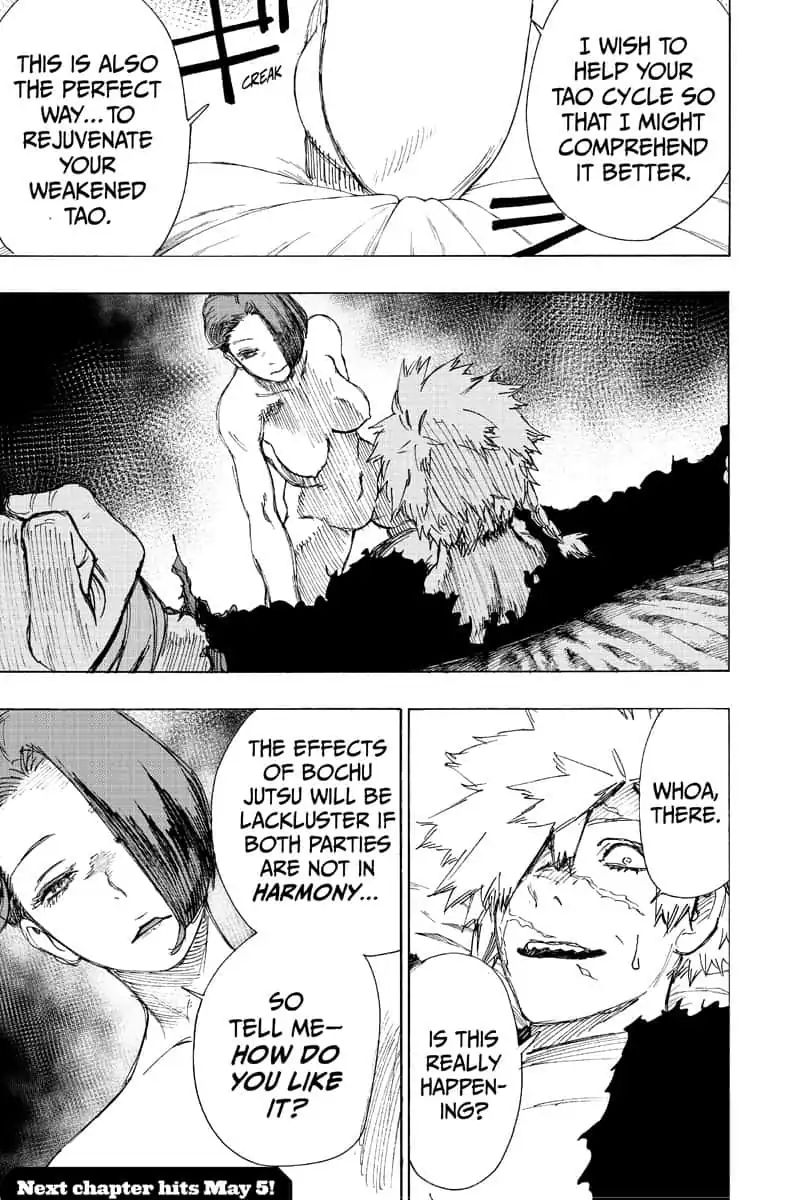 I WISH TO
HELP YOUR
TAO CYCLE SO
THAT I MIGHT
COMPREHEND
IT BETTER.
CREAK
THIS IS ALSO
THE PERFECT
WAY...TO
REJUVENATE
YOUR
WEAKENED
TAO.
WHOA,
THERE.
IS THIS
REALLY
HAPPEN-
ING?
THE EFFECTS
OF BOCHU
JUTSU WILL BE
LACKLUSTER IF
BOTH PARTIES
ARE NOT IN
HARMONY...
SO
TELL ME—
HOW DO
YOU LIKE
IT?
Next chapter hits May 5!